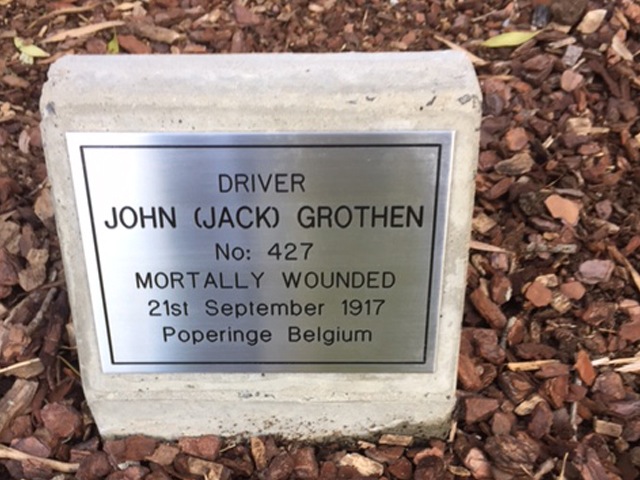 DRIVER
JOHN (JACK) GROTHEN
No: 427
MORTALLY WOUNDED
21st September 1917
Poperinge Belgium